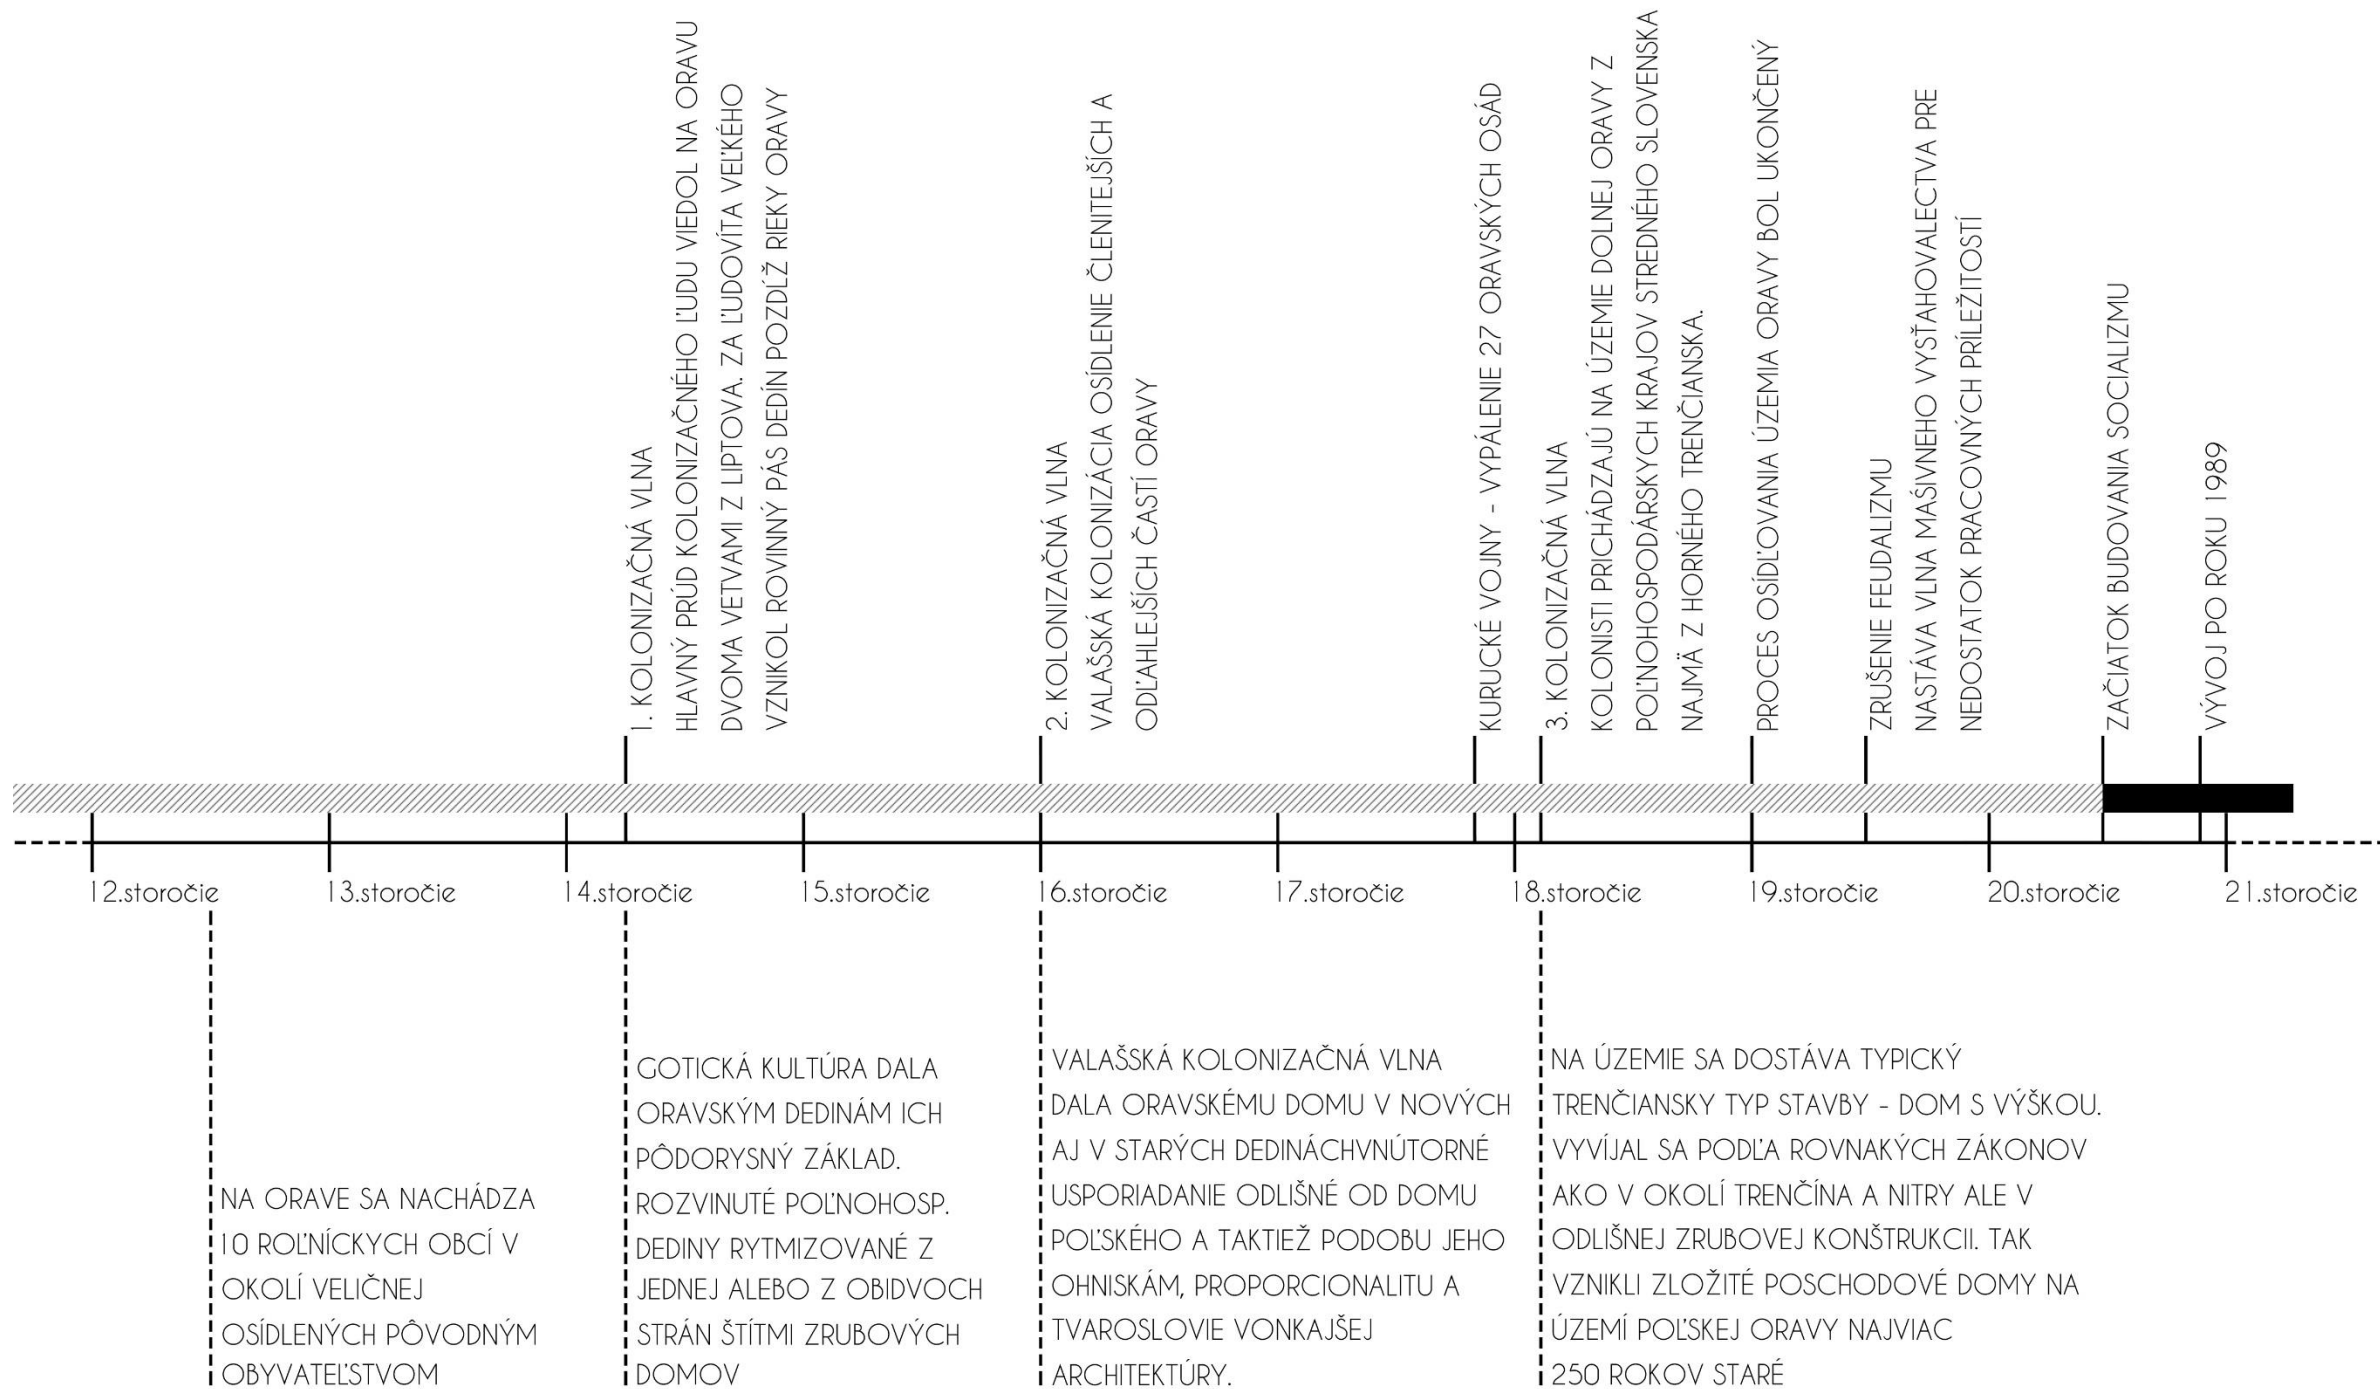 1. KOLONIZAČNÁ VLNA
HLAVNÝ PRÚD KOLONIZAČNÉHO ĽUDU VIEDOL NA ORAVU
DVOMA VETVAMI Z LIPTOVA. ZA ĽUDOVÍTA VEĽKÉHO
VZNIKOL ROVINNÝ PÁS DEDÍN POZDĹŽ RIEKY ORAVY
2. KOLONIZAČNÁ VLNA
VALAŠSKÁ KOLONIZÁCIA OSÍDLENIE ČLENITEJŠÍCH A
ODĽAHLEJŠÍCH ČASTÍ ORAVY
KURUCKÉ VOJNY - VYPÁLENIE 27 ORAVSKÝCH OSÁD
3. KOLONIZAČNÁ VLNA
KOLONISTI PRICHÁDZAJÚ NA ÚZEMIE DOLNEJ ORAVY Z
POĽNOHOSPODÁRSKYCH KRAJOV STREDNÉHO SLOVENSKA
NAJMÄ Z HORNÉHO TRENČIANSKA.
PROCES OSÍDĽOVANIA ÚZEMIA ORAVY BOL UKONČENÝ
ZRUŠENIE FEUDALIZMU
NASTÁVA VLNA MASÍVNEHO VYSŤAHOVALECTVA PRE
NEDOSTATOK PRACOVNÝCH PRÍLEŽITOSTÍ
ZAČIATOK BUDOVANIA SOCIALIZMU
VÝVOJ PO ROKU 1989
12.storočie
13.storočie
14.storočie
15.storočie
16.storočie
17.storočie
18.storočie
19.storočie
20.storočie
21.storočie
NA ORAVE SA NACHÁDZA
10 ROĽNÍCKYCH OBCÍ V
OKOLÍ VELIČNEJ
OSÍDLENÝCH PÔVODNÝM
OBYVATEĽSTVOM
GOTICKÁ KULTÚRA DALA
ORAVSKÝM DEDINÁM ICH
PÔDORYSNÝ ZÁKLAD.
ROZVINUTÉ POĽNOHOSP.
DEDINY RYTMIZOVANÉ Z
JEDNEJ ALEBO Z OBIDVOCH
STRÁN ŠTÍTMI ZRUBOVÝCH
DOMOV
VALAŠSKÁ KOLONIZAČNÁ VLNA
DALA ORAVSKÉMU DOMU V NOVÝCH
AJ V STARÝCH DEDINÁCHVNÚTORNÉ
USPORIADANIE ODLIŠNÉ OD DOMU
POĽSKÉHO A TAKTIEŽ PODOBU JEHO
OHNISKÁM, PROPORCIONALITU A
TVAROSLOVIE VONKAJŠEJ
ARCHITEKTÚRY.
NA ÚZEMIE SA DOSTÁVA TYPICKÝ
TRENČIANSKY TYP STAVBY - DOM S VÝŠKOU.
VYVÍJAL SA PODĽA ROVNAKÝCH ZÁKONOV
AKO V OKOLÍ TRENČÍNA A NITRY ALE V
ODLIŠNEJ ZRUBOVEJ KONŠTRUKCII. TAK
VZNIKLI ZLOŽITÉ POSCHODOVÉ DOMY NA
ÚZEMÍ POĽSKEJ ORAVY NAJVIAC
250 ROKOV STARÉ